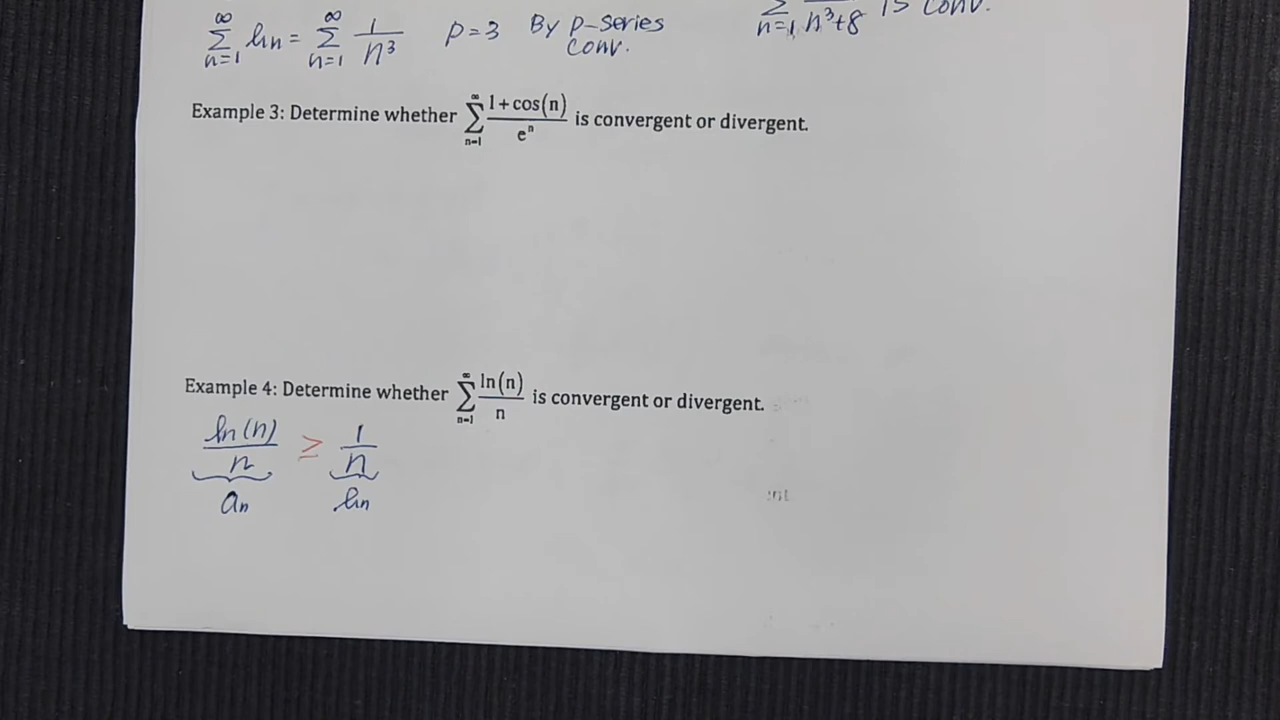 ∞ ∑ n=1 bn = ∞ ∑ n=1 1/n³ P=3 By P-series Conv.
∑ n=1 n³+8 is conv.
Example 3: Determine whether ∞ ∑ n=1 (1+cos(n))/eⁿ is convergent or divergent.
Example 4: Determine whether ∞ ∑ n=1 ln(n)/n is convergent or divergent.
ln(n)/n ≥ 1/n
an bn